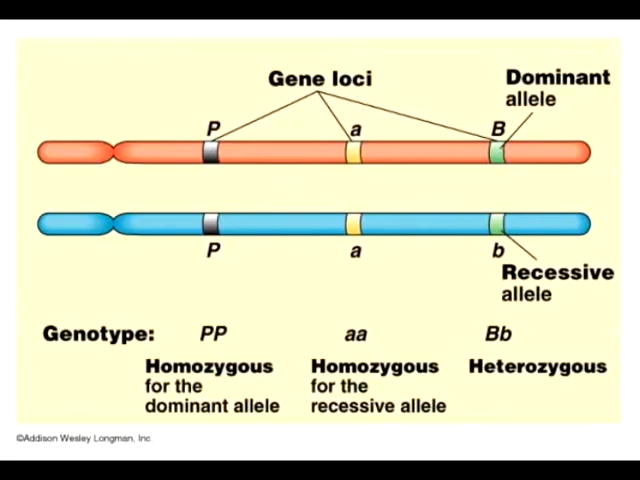 Gene loci
Dominant
allele
P a B
P a b
Recessive
allele
Genotype: PP aa Bb
Homozygous
for the
dominant allele
Homozygous
for the
recessive allele
Heterozygous
©Addison Wesley Longman, Inc.